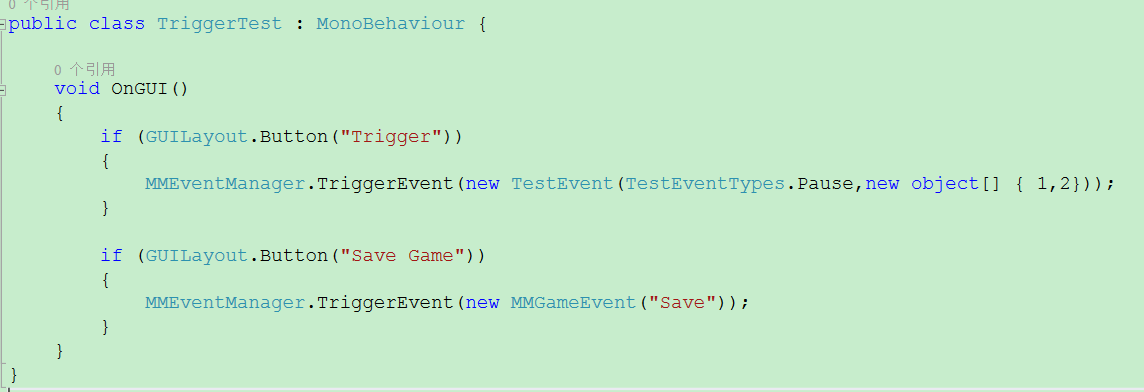 0 个引用
public class TriggerTest : MonoBehaviour {
0 个引用
void OnGUI()
{
if (GUILayout.Button("Trigger"))
{
MMEventManager.TriggerEvent(new TestEvent(TestEventTypes.Pause,new object[] { 1,2}));
}
if (GUILayout.Button("Save Game"))
{
MMEventManager.TriggerEvent(new MMGameEvent("Save"));
}
}
}